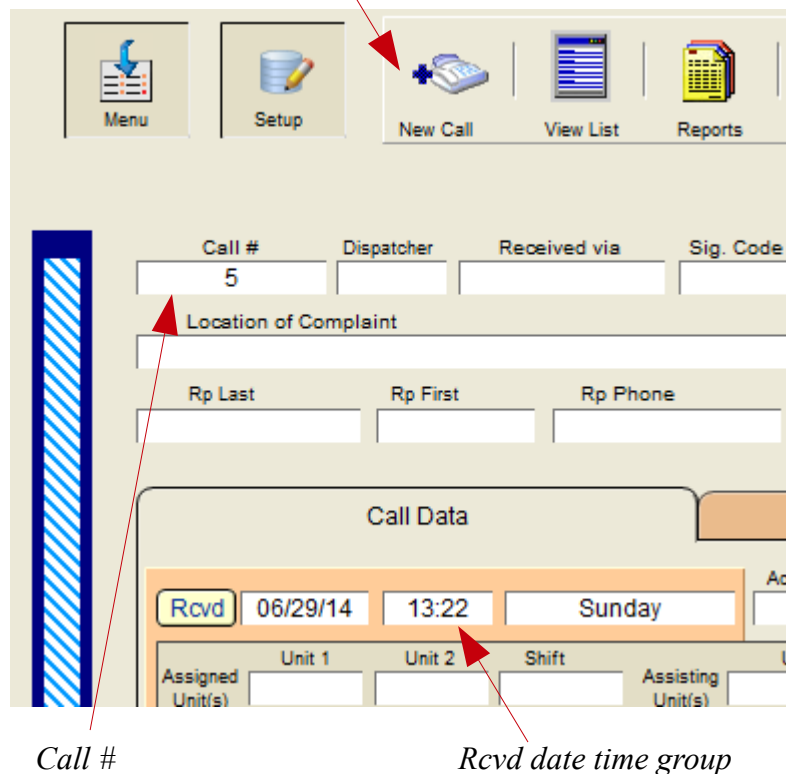 Menu Setup New Call View List Reports
Call # Dispatcher Received via Sig. Code
5
Location of Complaint
Rp Last Rp First Rp Phone
Call Data
Rcvd 06/29/14 13:22 Sunday
Unit 1 Unit 2 Shift
Assigned Unit(s) Assisting Unit(s)
Call # Rcvd date time group